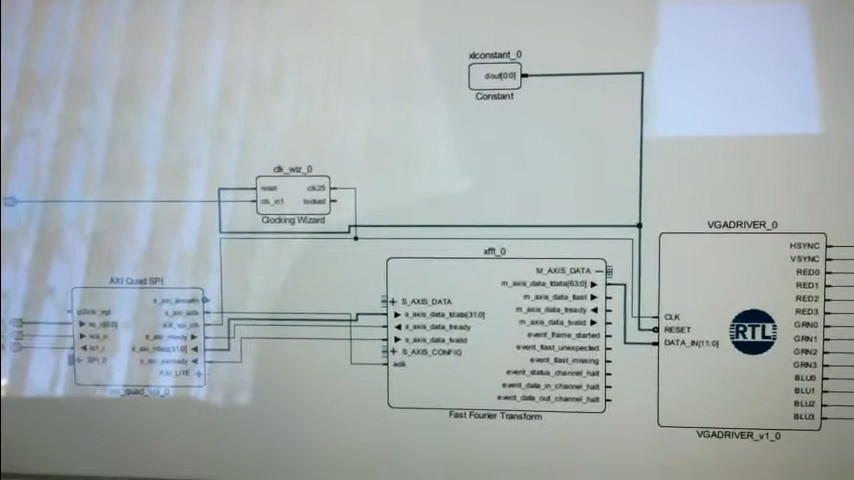 xlconstant_0
dout[0:0]
Constant
clk_wiz_0
reset
clk_in1
clk25
locked
Clocking Wizard
AXI Quad SPI
SPI_0
AXI_LITE
xfft_0
S_AXIS_DATA
s_axis_data_tdata[31:0]
s_axis_data_tready
s_axis_data_tvalid
S_AXIS_CONFIG
aclk
M_AXIS_DATA
m_axis_data_tdata[63:0]
m_axis_data_tlast
m_axis_data_tready
m_axis_data_tvalid
event_frame_started
event_tlast_unexpected
event_tlast_missing
event_status_channel_halt
event_data_in_channel_halt
event_data_out_channel_halt
Fast Fourier Transform
VGADRIVER_0
CLK
RESET
DATA_IN[11:0]
RTL
HSYNC
VSYNC
RED0
RED1
RED2
RED3
GRN0
GRN1
GRN2
GRN3
BLU0
BLU1
BLU2
BLU3
VGADRIVER_v1_0